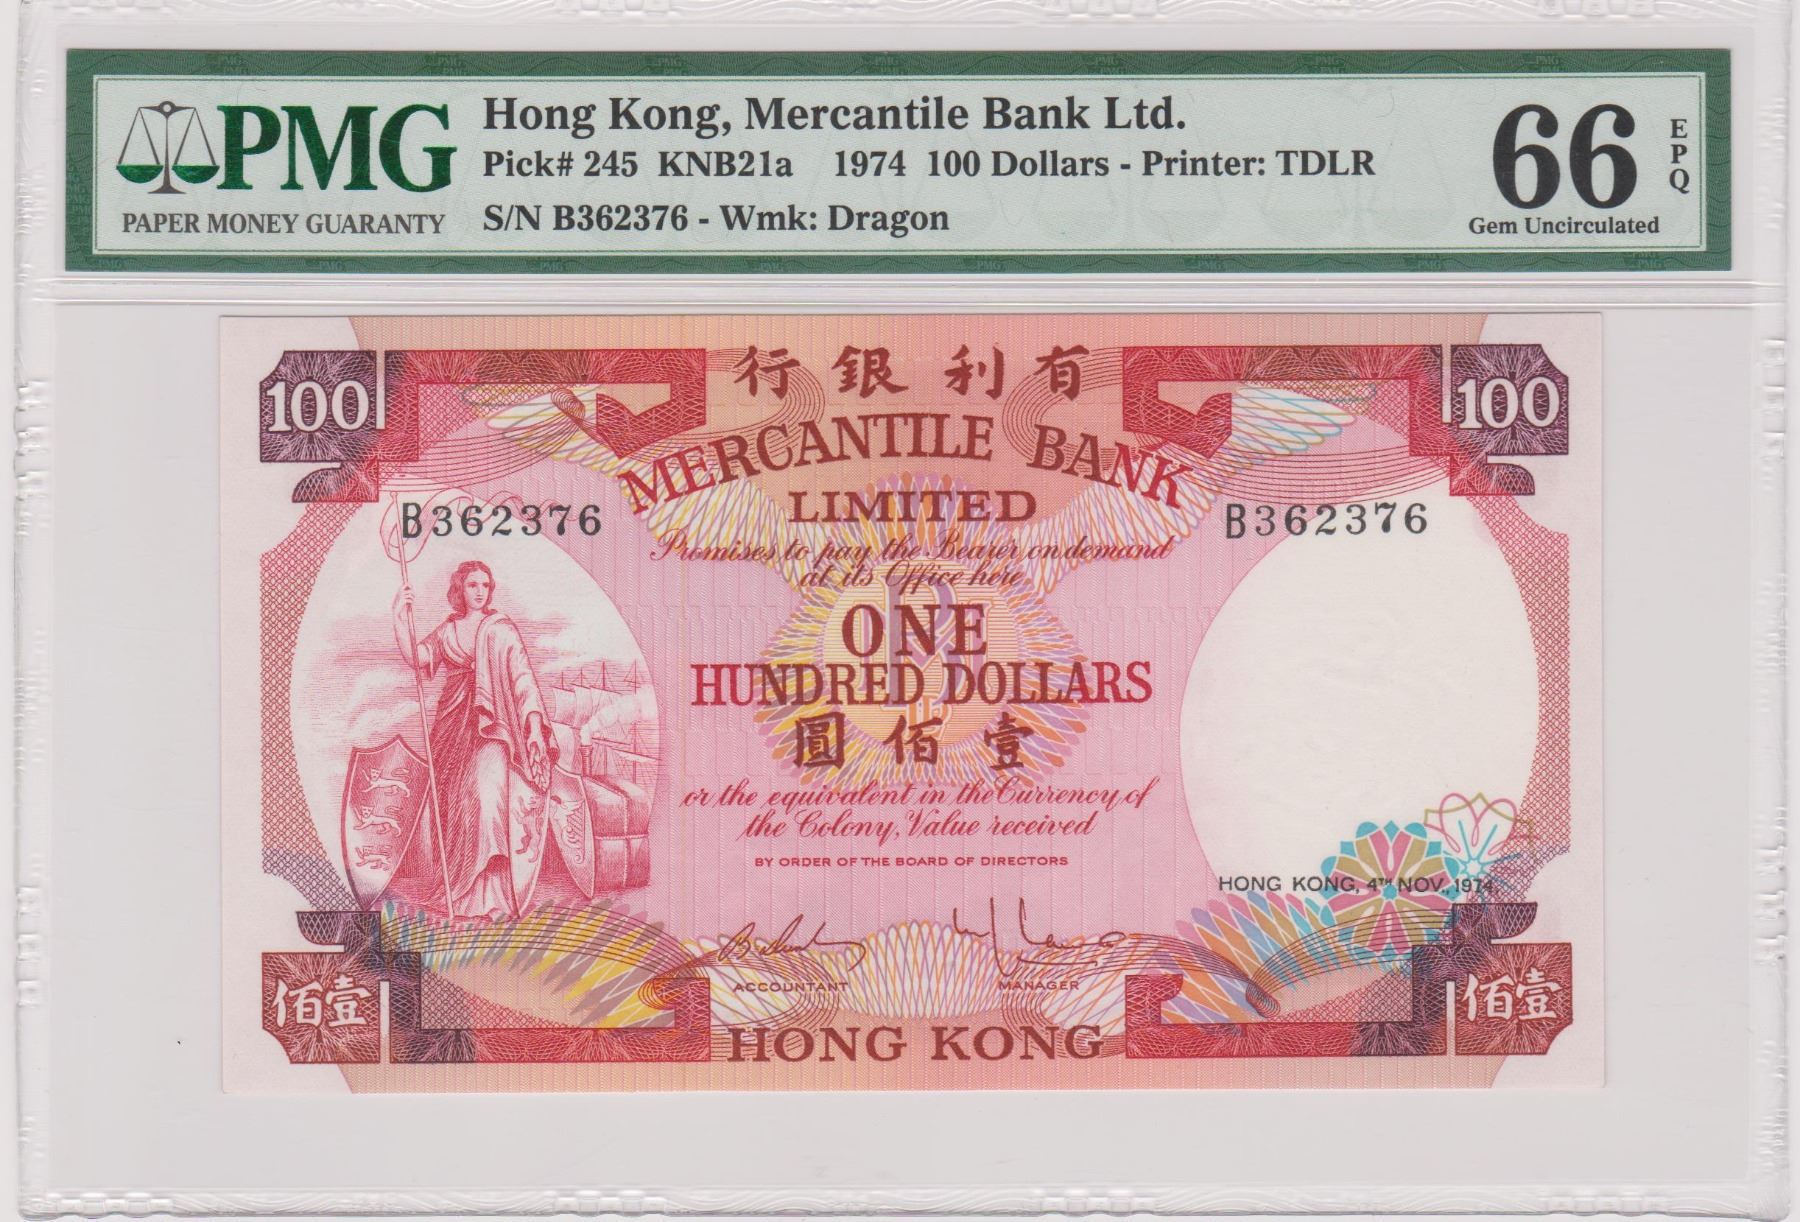 PMG
PAPER MONEY GUARANTY
Hong Kong, Mercantile Bank Ltd.
Pick# 245 KNB21a 1974 100 Dollars - Printer: TDLR
S/N B362376 - Wmk: Dragon
66
EPQ
Gem Uncirculated
100
行銀利有
100
MERCANTILE BANK
LIMITED
B362376
B362376
Promises to pay the Bearer on demand
at its Office here
ONE
HUNDRED DOLLARS
圓佰壹
or the equivalent in the Currency of
the Colony, Value received
BY ORDER OF THE BOARD OF DIRECTORS
HONG KONG, 4TH NOV., 1974.
ACCOUNTANT
MANAGER
佰壹
HONG KONG
佰壹